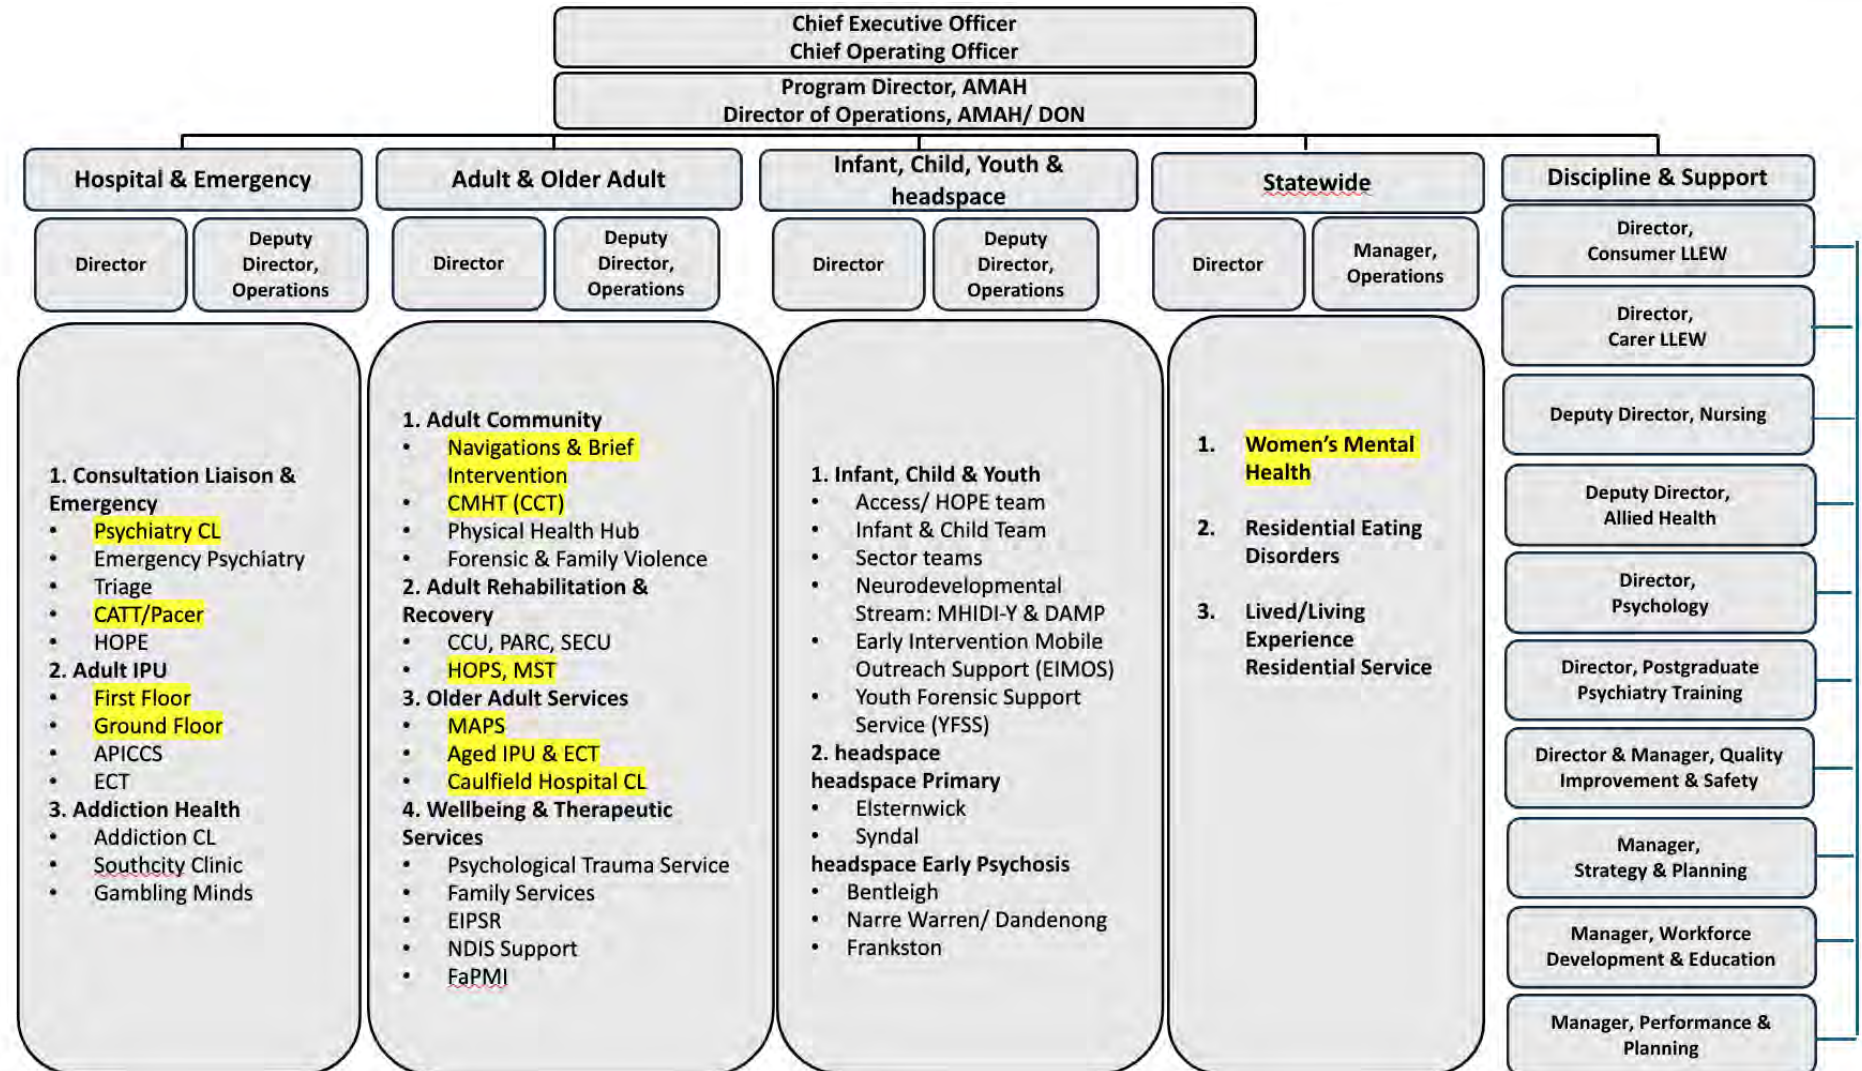 Chief Executive Officer
Chief Operating Officer
Program Director, AMAH
Director of Operations, AMAH/ DON
Hospital & Emergency
Director
Deputy
Director,
Operations
1. Consultation Liaison &
Emergency
• Psychiatry CL
• Emergency Psychiatry
• Triage
• CATT/Pacer
• HOPE
2. Adult IPU
• First Floor
• Ground Floor
• APICCS
• ECT
3. Addiction Health
• Addiction CL
• Southcity Clinic
• Gambling Minds
Adult & Older Adult
Director
Deputy
Director,
Operations
1. Adult Community
• Navigations & Brief
Intervention
• CMHT (CCT)
• Physical Health Hub
• Forensic & Family Violence
2. Adult Rehabilitation &
Recovery
• CCU, PARC, SECU
• HOPS, MST
3. Older Adult Services
• MAPS
• Aged IPU & ECT
• Caulfield Hospital CL
4. Wellbeing & Therapeutic
Services
• Psychological Trauma Service
• Family Services
• EIPSR
• NDIS Support
• FaPMI
Infant, Child, Youth &
headspace
Director
Deputy
Director,
Operations
1. Infant, Child & Youth
• Access/ HOPE team
• Infant & Child Team
• Sector teams
• Neurodevelopmental
Stream: MHIDI-Y & DAMP
• Early Intervention Mobile
Outreach Support (EIMOS)
• Youth Forensic Support
Service (YFSS)
2. headspace
headspace Primary
• Elsternwick
• Syndal
headspace Early Psychosis
• Bentleigh
• Narre Warren/ Dandenong
• Frankston
Statewide
Director
Manager,
Operations
1. Women’s Mental
Health
2. Residential Eating
Disorders
3. Lived/Living
Experience
Residential Service
Discipline & Support
Director,
Consumer LLEW
Director,
Carer LLEW
Deputy Director, Nursing
Deputy Director,
Allied Health
Director,
Psychology
Director, Postgraduate
Psychiatry Training
Director & Manager, Quality
Improvement & Safety
Manager,
Strategy & Planning
Manager, Workforce
Development & Education
Manager, Performance &
Planning